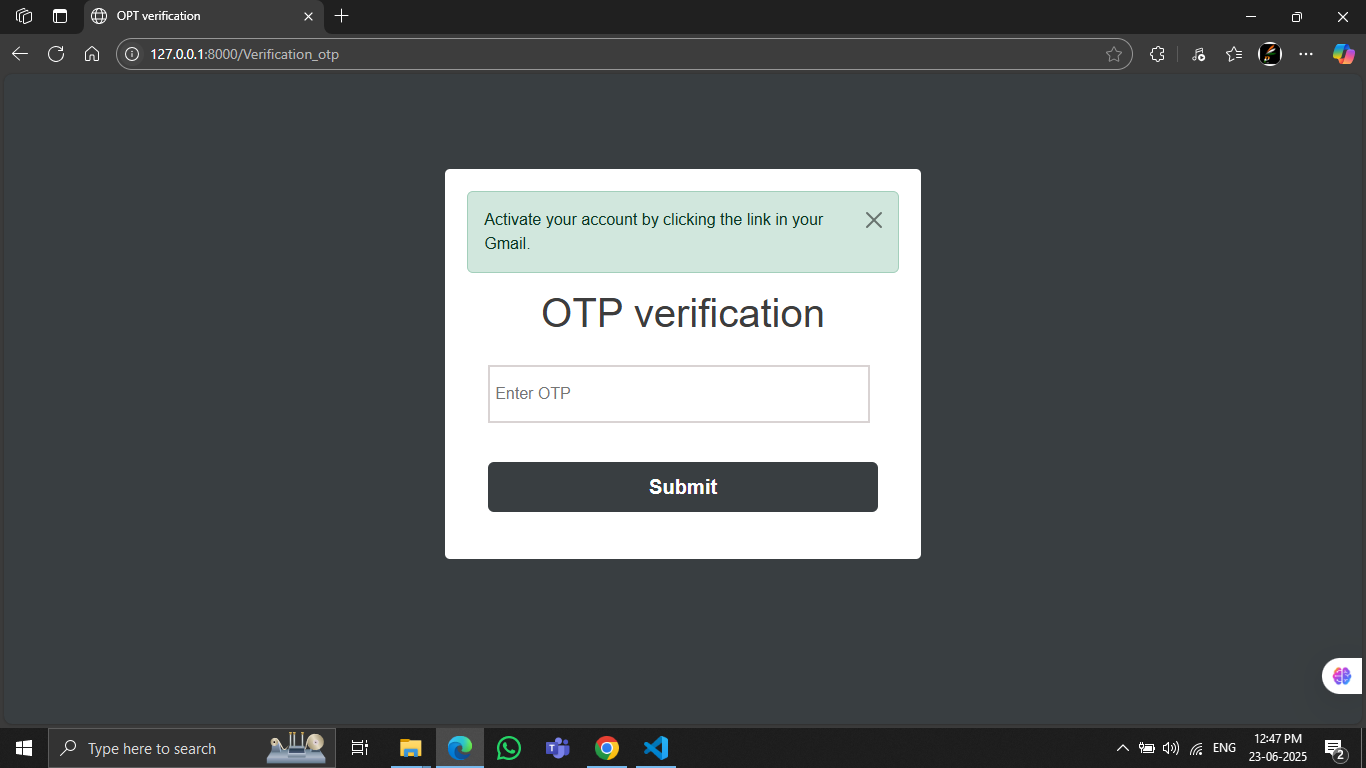 OPT verification
127.0.0.1:8000/Verification_otp
Activate your account by clicking the link in your
Gmail.
OTP verification
Enter OTP
Submit
Type here to search
ENG
12:47 PM
23-06-2025
2